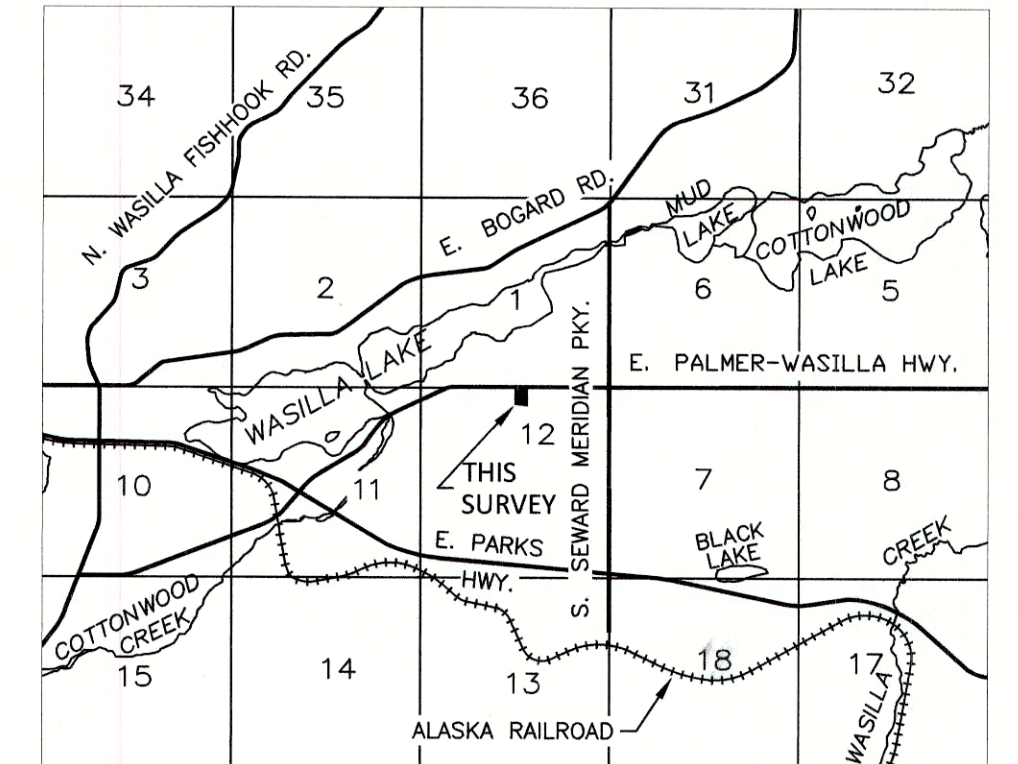 34
35
36
31
32
N. WASILLA FISHHOOK RD.
E. BOGARD RD.
MUD
LAKE
COTTONWOOD
LAKE
3
2
1
6
5
WASILLA LAKE
S. SEWARD MERIDIAN PKY.
E. PALMER-WASILLA HWY.
12
THIS
SURVEY
10
11
7
8
E. PARKS
HWY.
BLACK
LAKE
CREEK
COTTONWOOD
CREEK
15
14
13
18
17
ALASKA RAILROAD
WASILLA